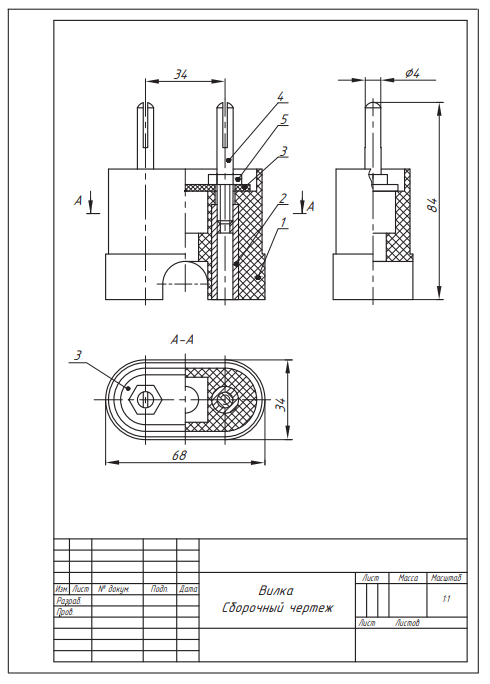 34
Ø4
4
5
3
2
1
A
A
84
A-A
3
34
68
Изм. Лист № докум. Подп. Дата
Разраб.
Пров.
Вилка
Сборочный чертеж
Лист Масса Масштаб
1:1
Лист Листов